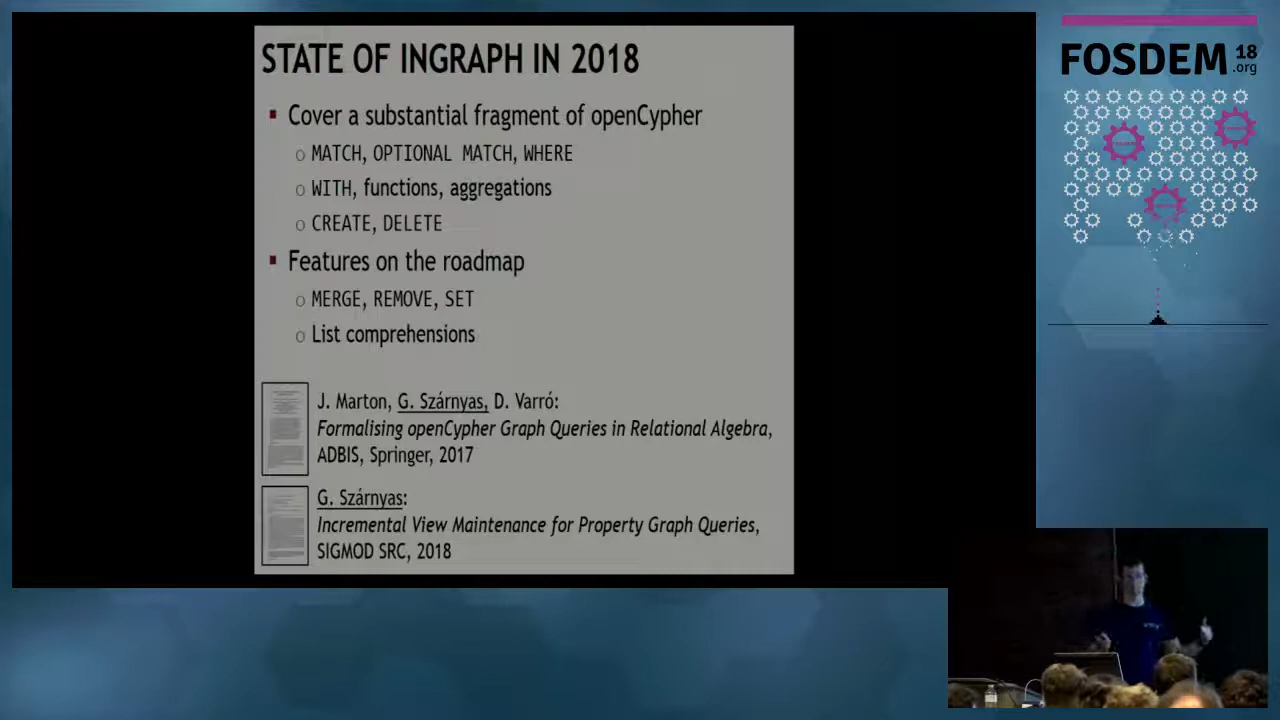 STATE OF INGRAPH IN 2018
▪ Cover a substantial fragment of openCypher
o MATCH, OPTIONAL MATCH, WHERE
o WITH, functions, aggregations
o CREATE, DELETE
▪ Features on the roadmap
o MERGE, REMOVE, SET
o List comprehensions
J. Marton, G. Szárnyas, D. Varró:
Formalising openCypher Graph Queries in Relational Algebra,
ADBIS, Springer, 2017
G. Szárnyas:
Incremental View Maintenance for Property Graph Queries,
SIGMOD SRC, 2018
FOSDEM 18
.org